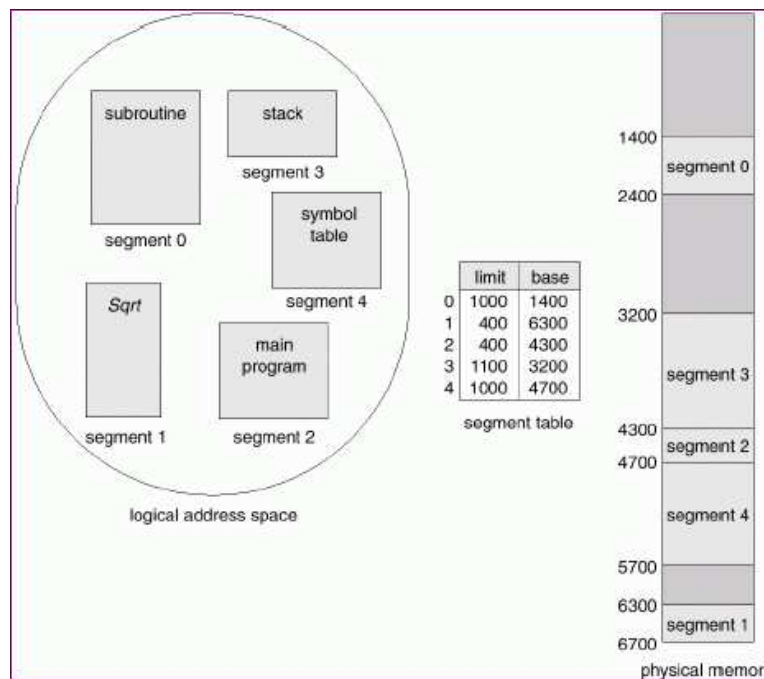 subroutine
segment 0
stack
segment 3
symbol
table
segment 4
Sqrt
segment 1
main
program
segment 2
logical address space
limit base
0 1000 1400
1 400 6300
2 400 4300
3 1100 3200
4 1000 4700
segment table
1400
segment 0
2400
3200
segment 3
4300
segment 2
4700
segment 4
5700
6300
segment 1
6700
physical memor